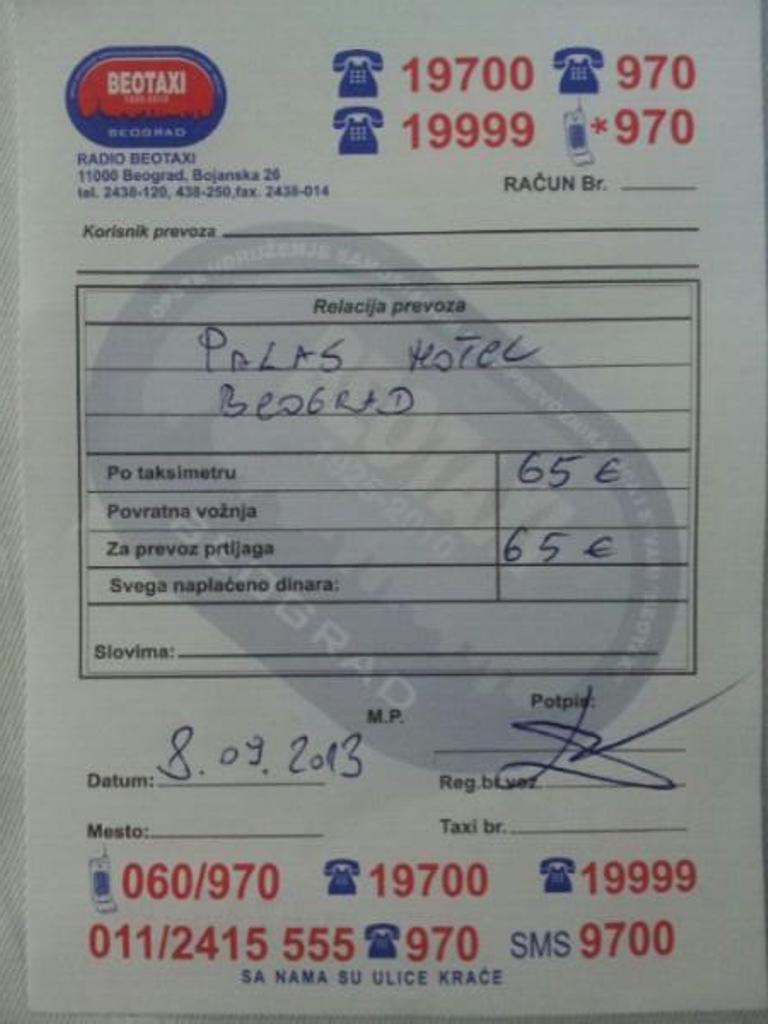 BEOTAXI
BEOGRAD
19700 970
19999 *970
RADIO BEOTAXI
11000 Beograd, Bojanska 26
tel. 2438-120, 438-250,fax. 2438-014
RAČUN Br.
Korisnik prevoza
Relacija prevoza
PALAS HOTEL
BEOGRAD
Po taksimetru 65 €
Povratna vožnja
Za prevoz prtljaga 65 €
Svega naplaćeno dinara:
Slovima:
M.P. Potpis:
Datum: 8.09.2013
Reg.br.voz.
Mesto: Taxi br.
060/970 19700 19999
011/2415 555 970 SMS 9700
SA NAMA SU ULICE KRAĆE